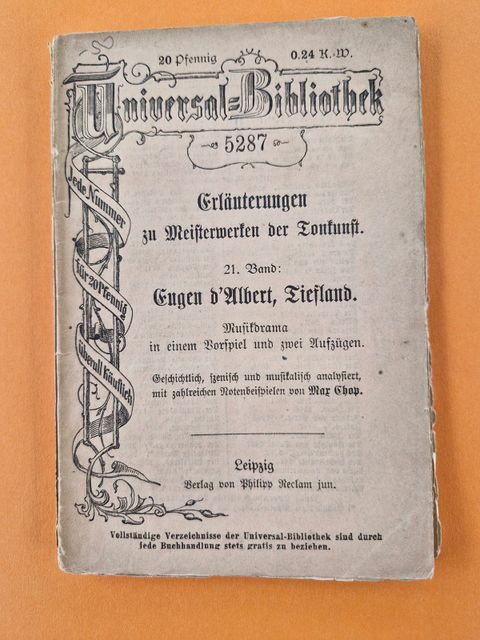 20 Pfennig 0.24 K.-W.
Universal-Bibliothek
5287
Jede Nummer
für 20 Pfennig
überall käuflich
Erläuterungen
zu Meisterwerken der Tonkunst.
21. Band:
Eugen d'Albert, Tiefland.
Musikdrama
in einem Vorspiel und zwei Aufzügen.
Geschichtlich, szenisch und musikalisch analysiert,
mit zahlreichen Notenbeispielen von Max Chop.
Leipzig
Verlag von Philipp Reclam jun.
Vollständige Verzeichnisse der Universal-Bibliothek sind durch
jede Buchhandlung stets gratis zu beziehen.